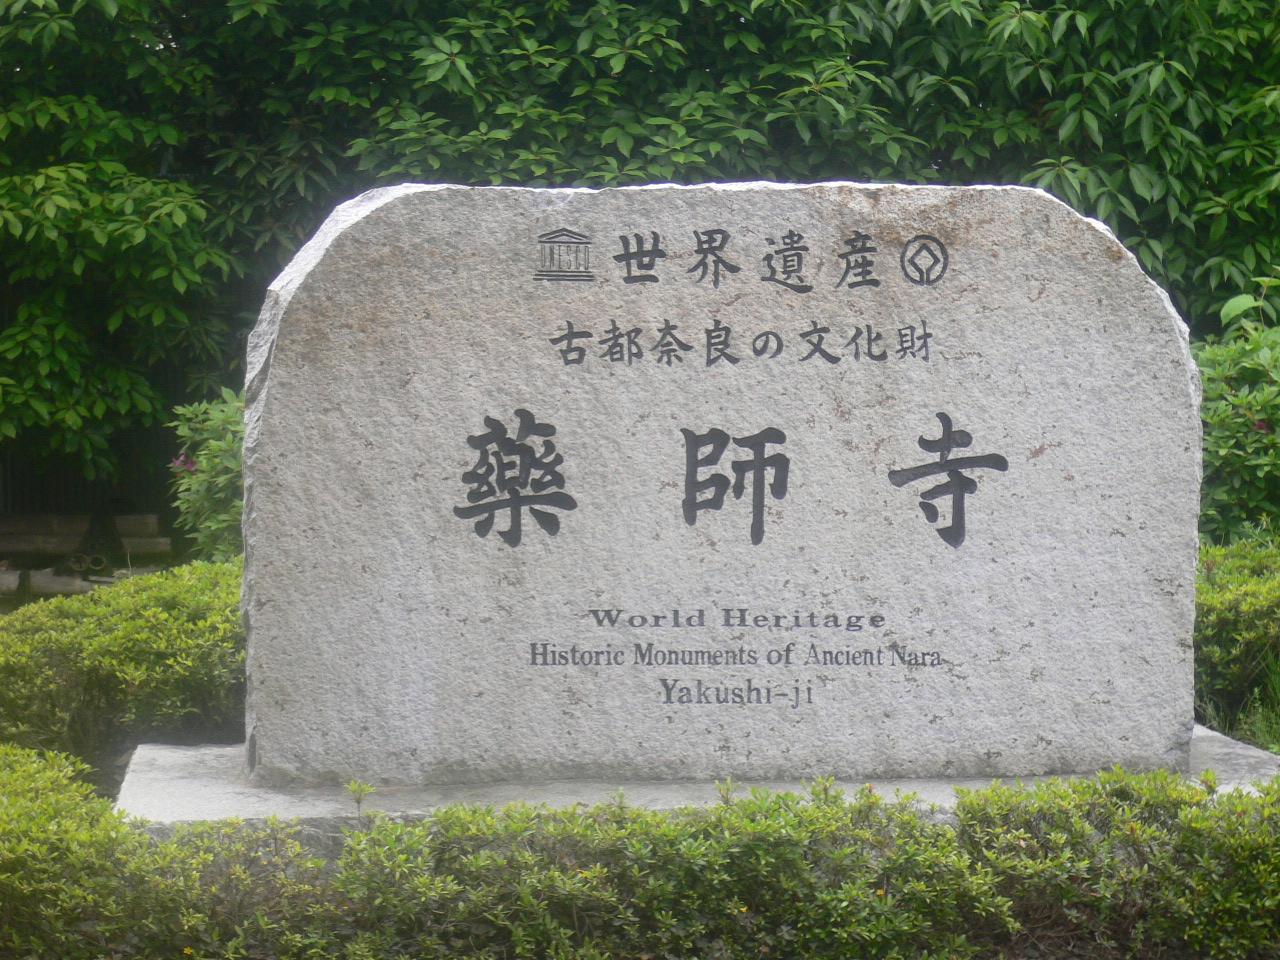 UNESCO 世界遺産
古都奈良の文化財
藥師寺
World Heritage
Historic Monuments of Ancient Nara
Yakushi-ji